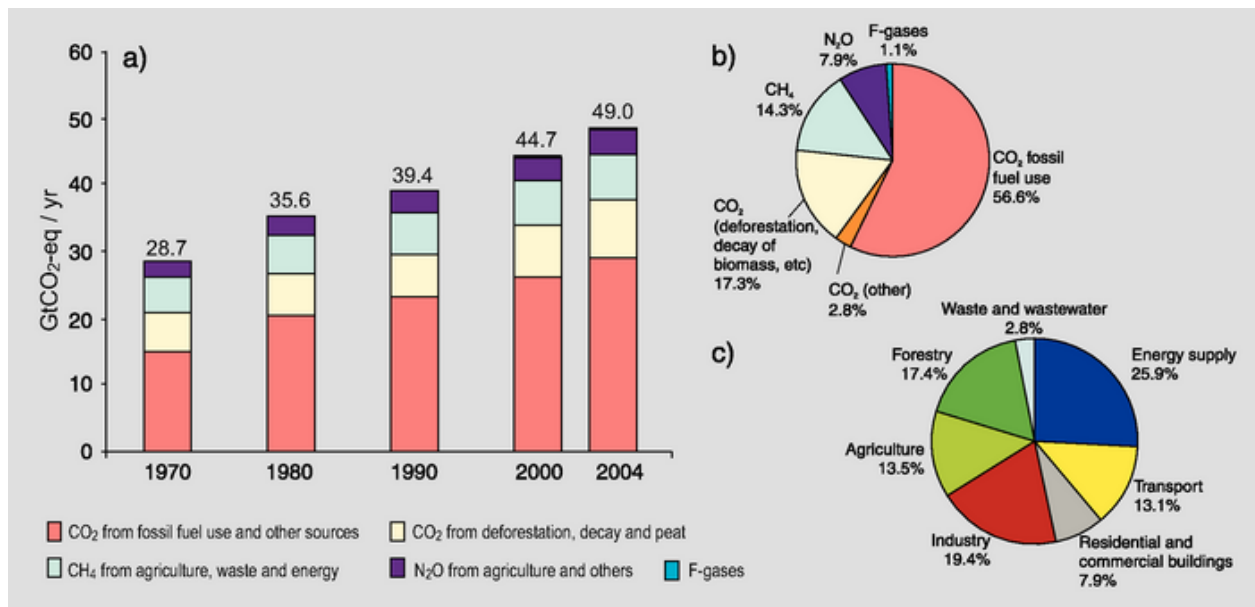 a)
GtCO₂-eq / yr
60
50
40
30
20
10
0
28.7
35.6
39.4
44.7
49.0
1970
1980
1990
2000
2004
CO₂ from fossil fuel use and other sources
CO₂ from deforestation, decay and peat
CH₄ from agriculture, waste and energy
N₂O from agriculture and others
F-gases
b)
F-gases
1.1%
N₂O
7.9%
CH₄
14.3%
CO₂ fossil
fuel use
56.6%
CO₂
(deforestation,
decay of
biomass, etc)
17.3%
CO₂ (other)
2.8%
c)
Waste and wastewater
2.8%
Forestry
17.4%
Energy supply
25.9%
Agriculture
13.5%
Transport
13.1%
Industry
19.4%
Residential and
commercial buildings
7.9%